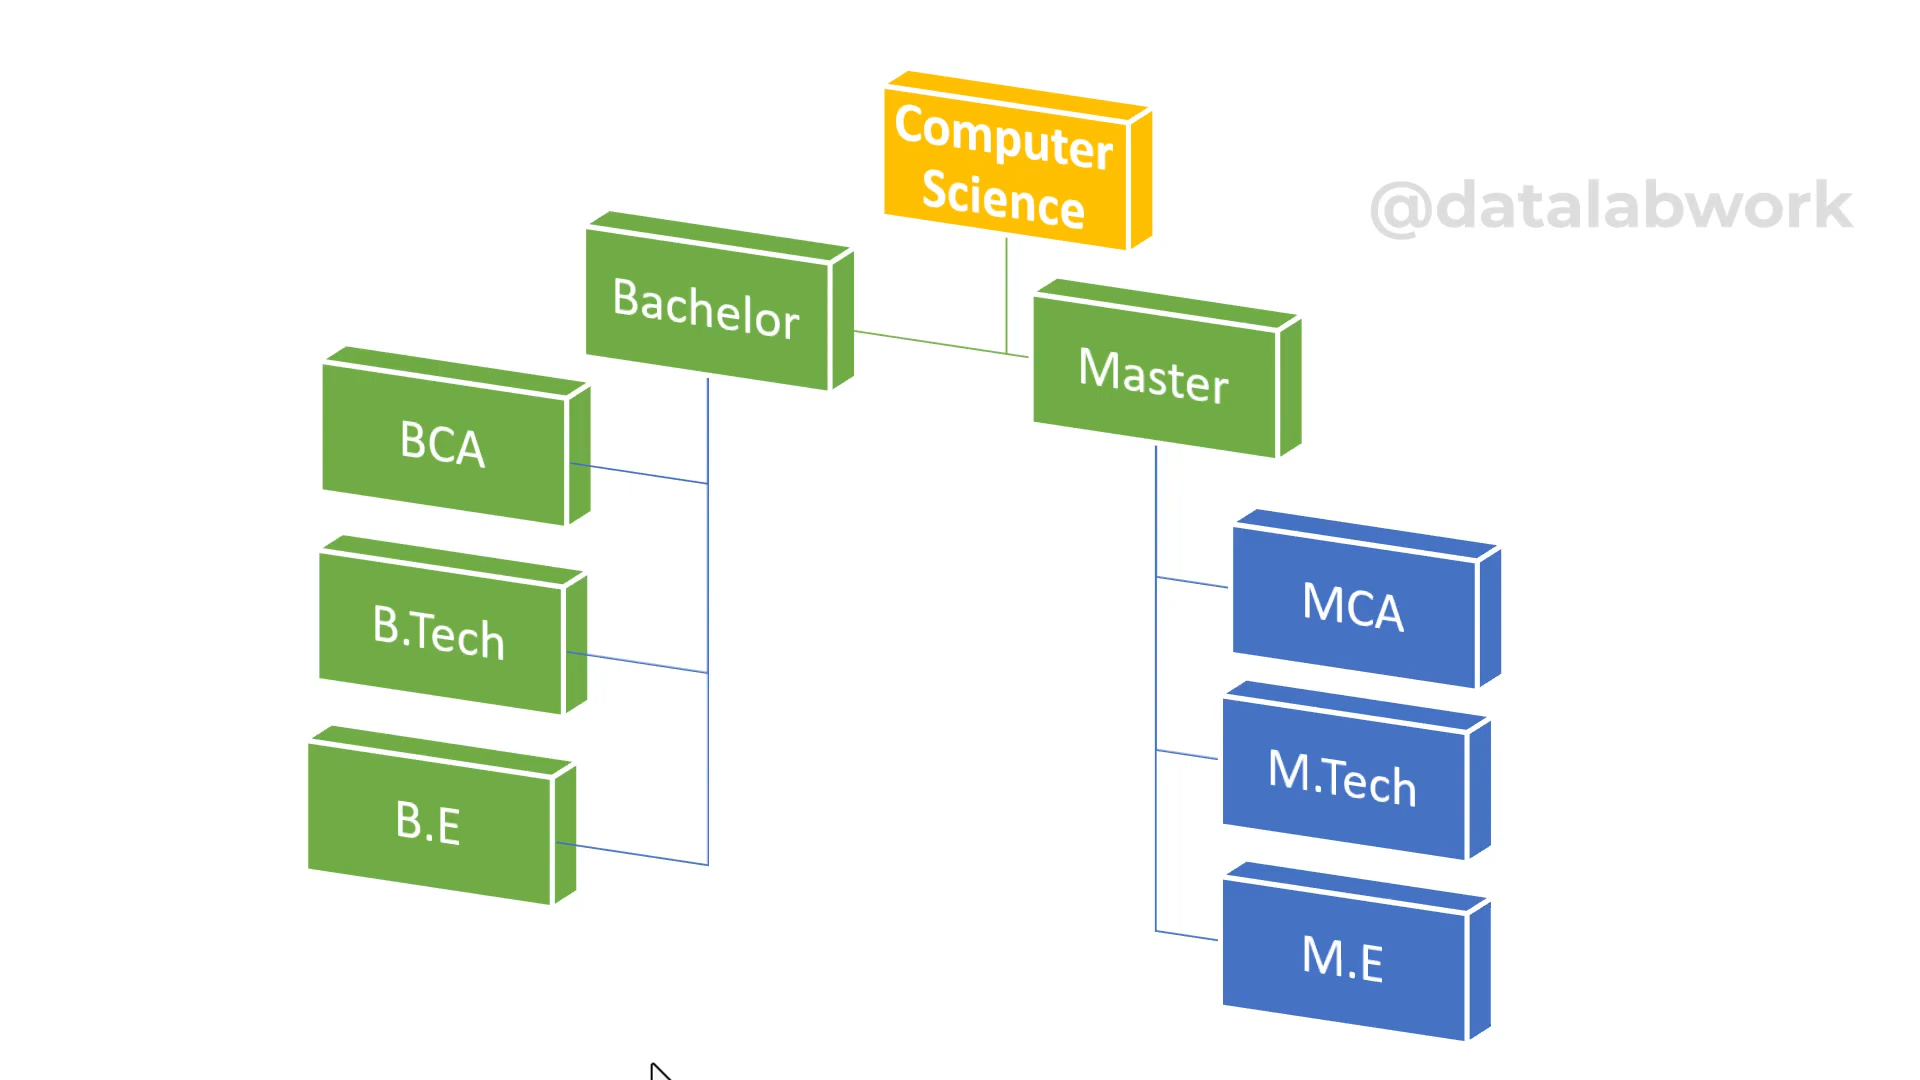 Computer
Science
@datalabwork
Bachelor
Master
BCA
B.Tech
B.E
MCA
M.Tech
M.E